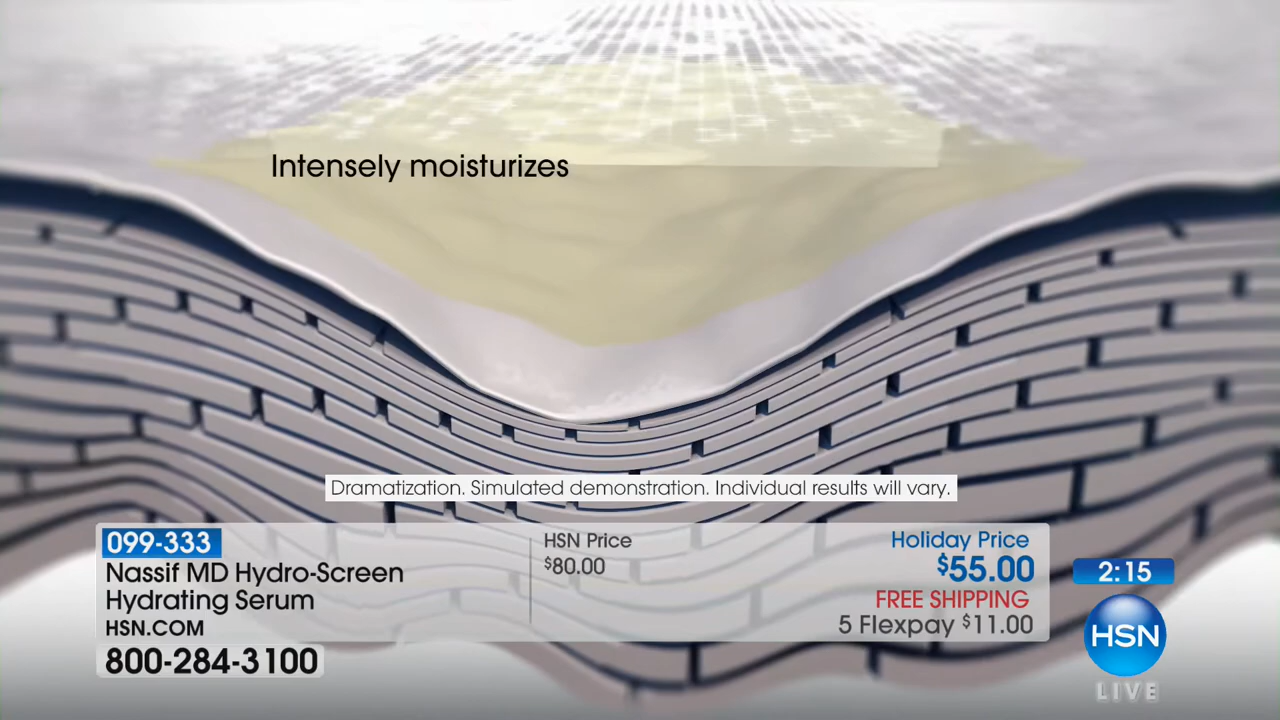 Intensely moisturizes
Dramatization. Simulated demonstration. Individual results will vary.
099-333
Nassif MD Hydro-Screen
Hydrating Serum
HSN.COM
800-284-3100
HSN Price
$80.00
Holiday Price
$55.00
FREE SHIPPING
5 Flexpay $11.00
2:15
HSN
LIVE